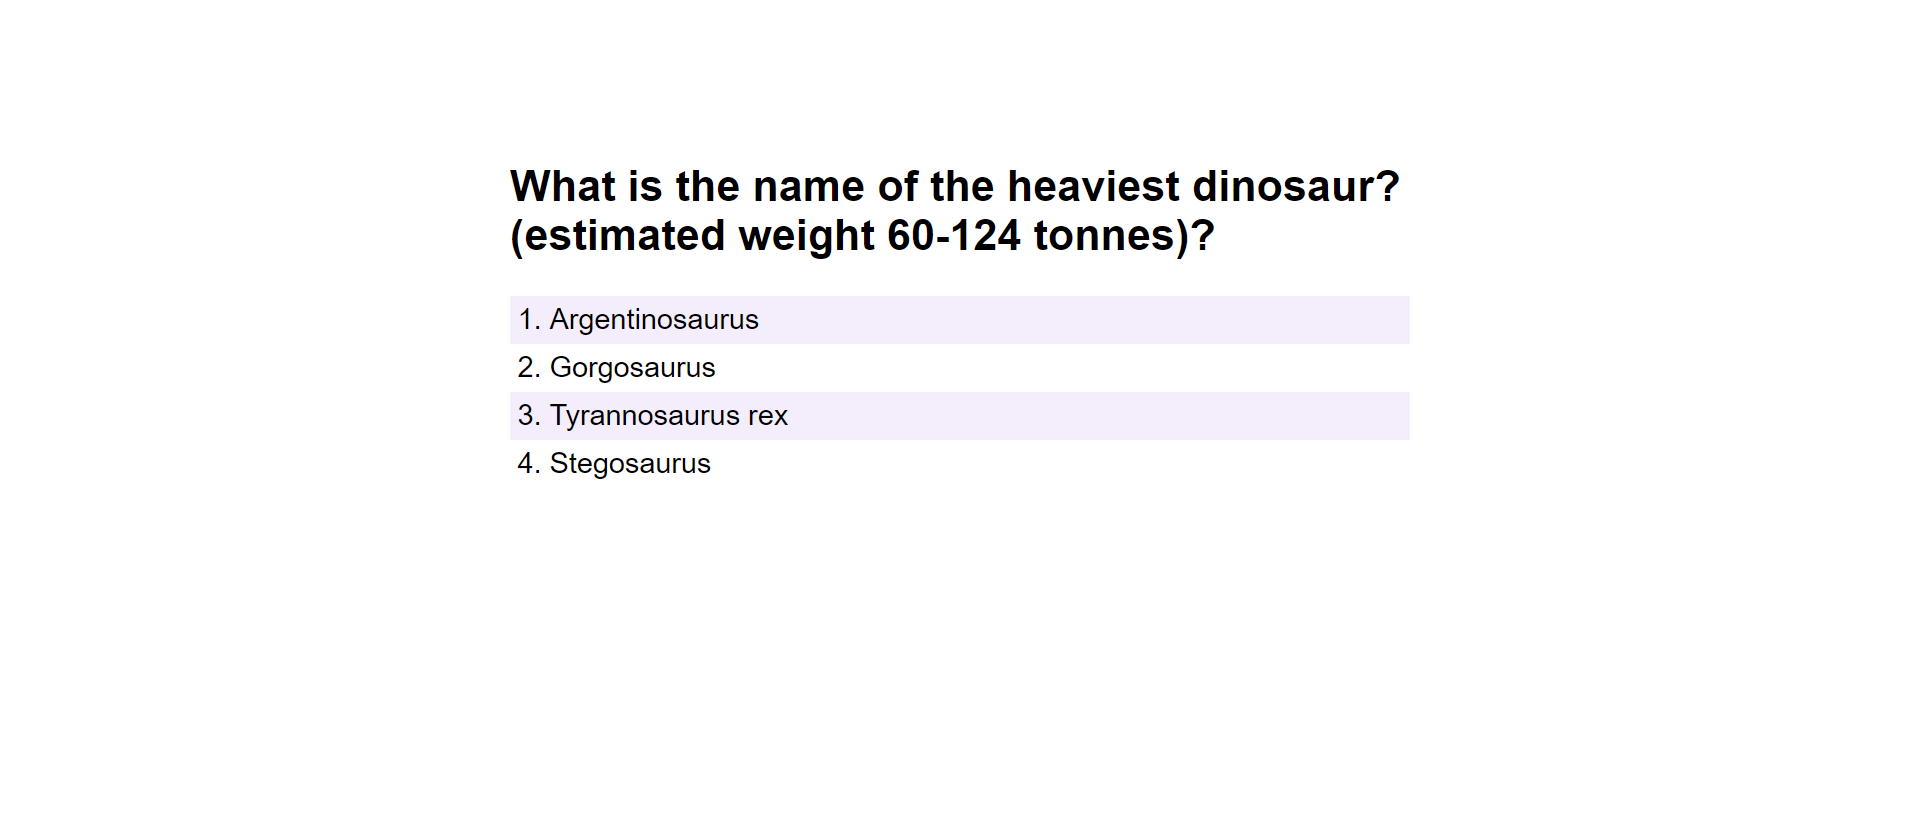 What is the name of the heaviest dinosaur?
(estimated weight 60-124 tonnes)?
1. Argentinosaurus
2. Gorgosaurus
3. Tyrannosaurus rex
4. Stegosaurus